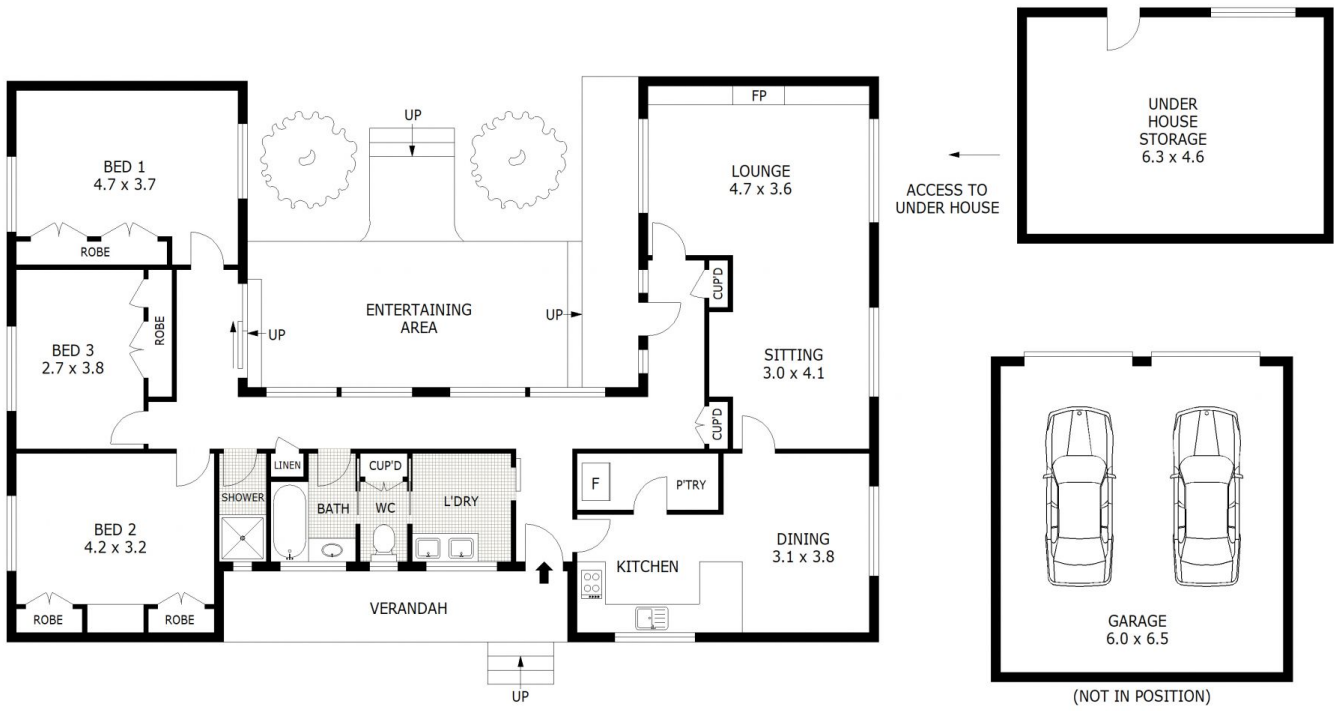 BED 1
4.7 x 3.7
ROBE
BED 3
2.7 x 3.8
ROBE
BED 2
4.2 x 3.2
ROBE
ROBE
UP
UP
ENTERTAINING
AREA
UP
FP
LOUNGE
4.7 x 3.6
CUP'D
SITTING
3.0 x 4.1
CUP'D
SHOWER
LINEN
BATH
CUP'D
WC
L'DRY
F
P'TRY
KITCHEN
DINING
3.1 x 3.8
VERANDAH
UP
UNDER
HOUSE
STORAGE
6.3 x 4.6
ACCESS TO
UNDER HOUSE
GARAGE
6.0 x 6.5
(NOT IN POSITION)